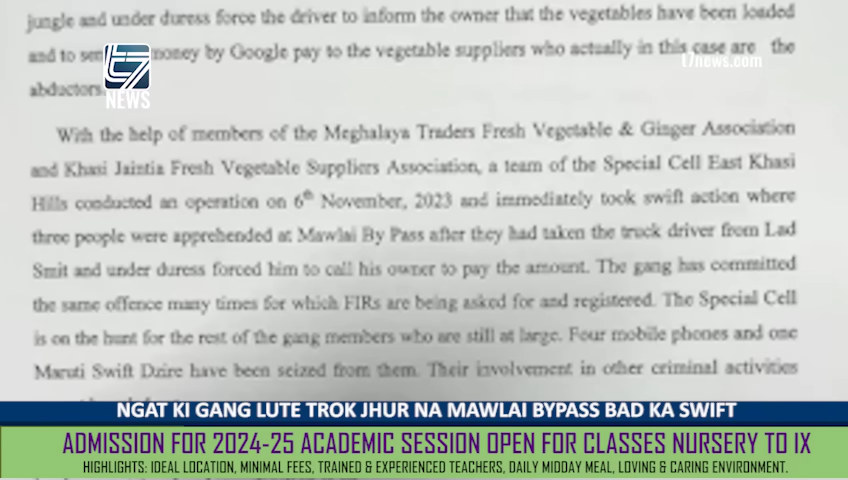 jungle and under duress force the driver to inform the owner that the vegetables have been loaded
and to money by Google pay to the vegetable suppliers who actually in this case are the
abductors
t7news.com
t7
NEWS
With the help of members of the Meghalaya Traders Fresh Vegetable & Ginger Association
and Khasi Jaintia Fresh Vegetable Suppliers Association, a team of the Special Cell East Khasi
Hills conducted an operation on 6th November, 2023 and immediately took swift action where
three people were apprehended at Mawlai By Pass after they had taken the truck driver from Lad
Smit and under duress forced him to call his owner to pay the amount. The gang has committed
the same offence many times for which FIRs are being asked for and registered. The Special Cell
is on the hunt for the rest of the gang members who are still at large. Four mobile phones and one
Maruti Swift Dzire have been seized from them. Their involvement in other criminal activities
NGAT KI GANG LUTE TROK JHUR NA MAWLAI BYPASS BAD KA SWIFT
ADMISSION FOR 2024-25 ACADEMIC SESSION OPEN FOR CLASSES NURSERY TO IX
HIGHLIGHTS: IDEAL LOCATION, MINIMAL FEES, TRAINED & EXPERIENCED TEACHERS, DAILY MIDDAY MEAL, LOVING & CARING ENVIRONMENT.